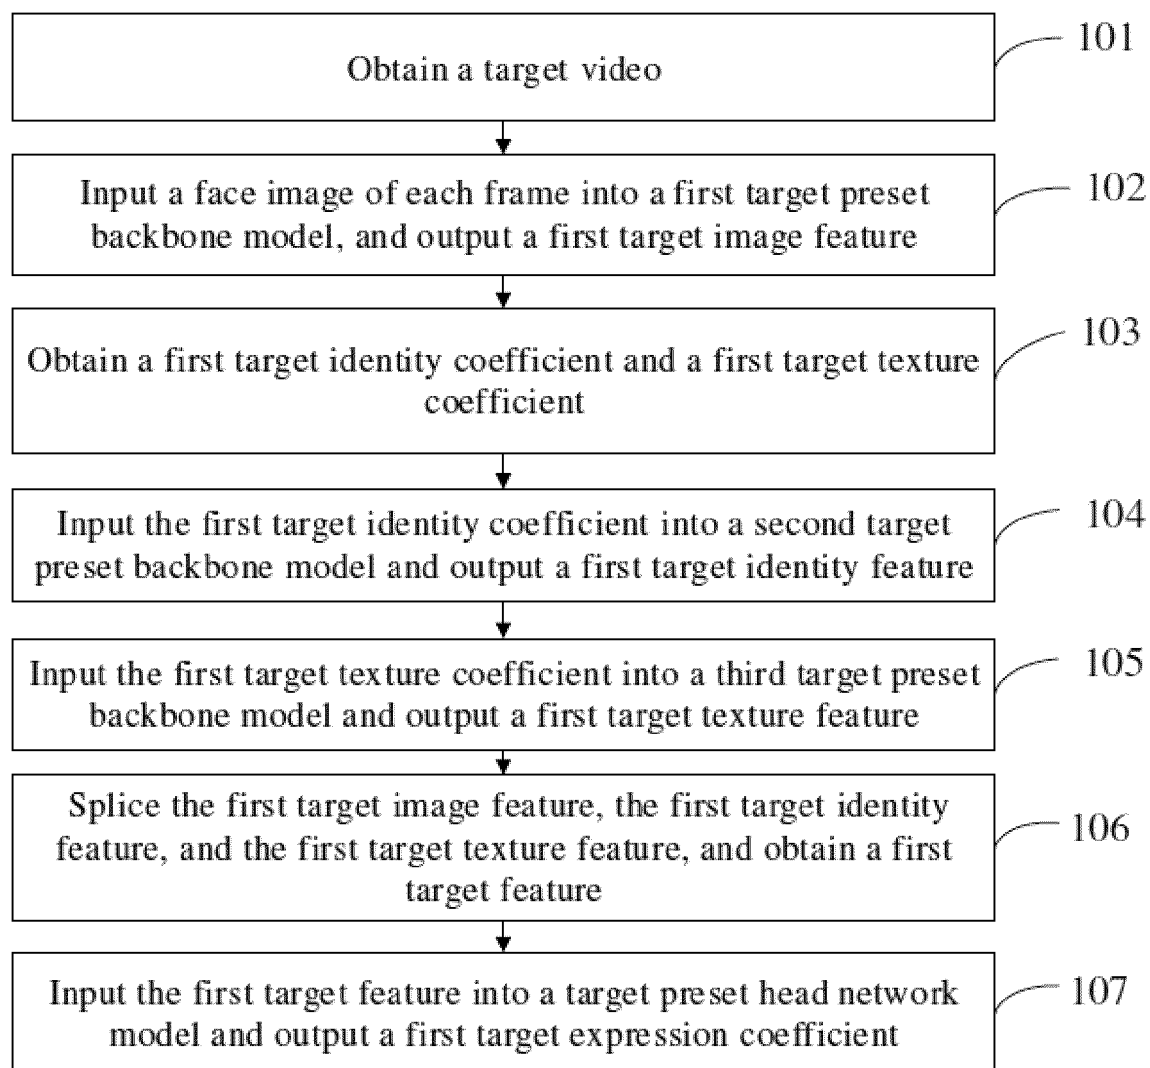 Obtain a target video
101
Input a face image of each frame into a first target preset
backbone model, and output a first target image feature
102
Obtain a first target identity coefficient and a first target texture
coefficient
103
Input the first target identity coefficient into a second target
preset backbone model and output a first target identity feature
104
Input the first target texture coefficient into a third target preset
backbone model and output a first target texture feature
105
Splice the first target image feature, the first target identity
feature, and the first target texture feature, and obtain a first
target feature
106
Input the first target feature into a target preset head network
model and output a first target expression coefficient
107